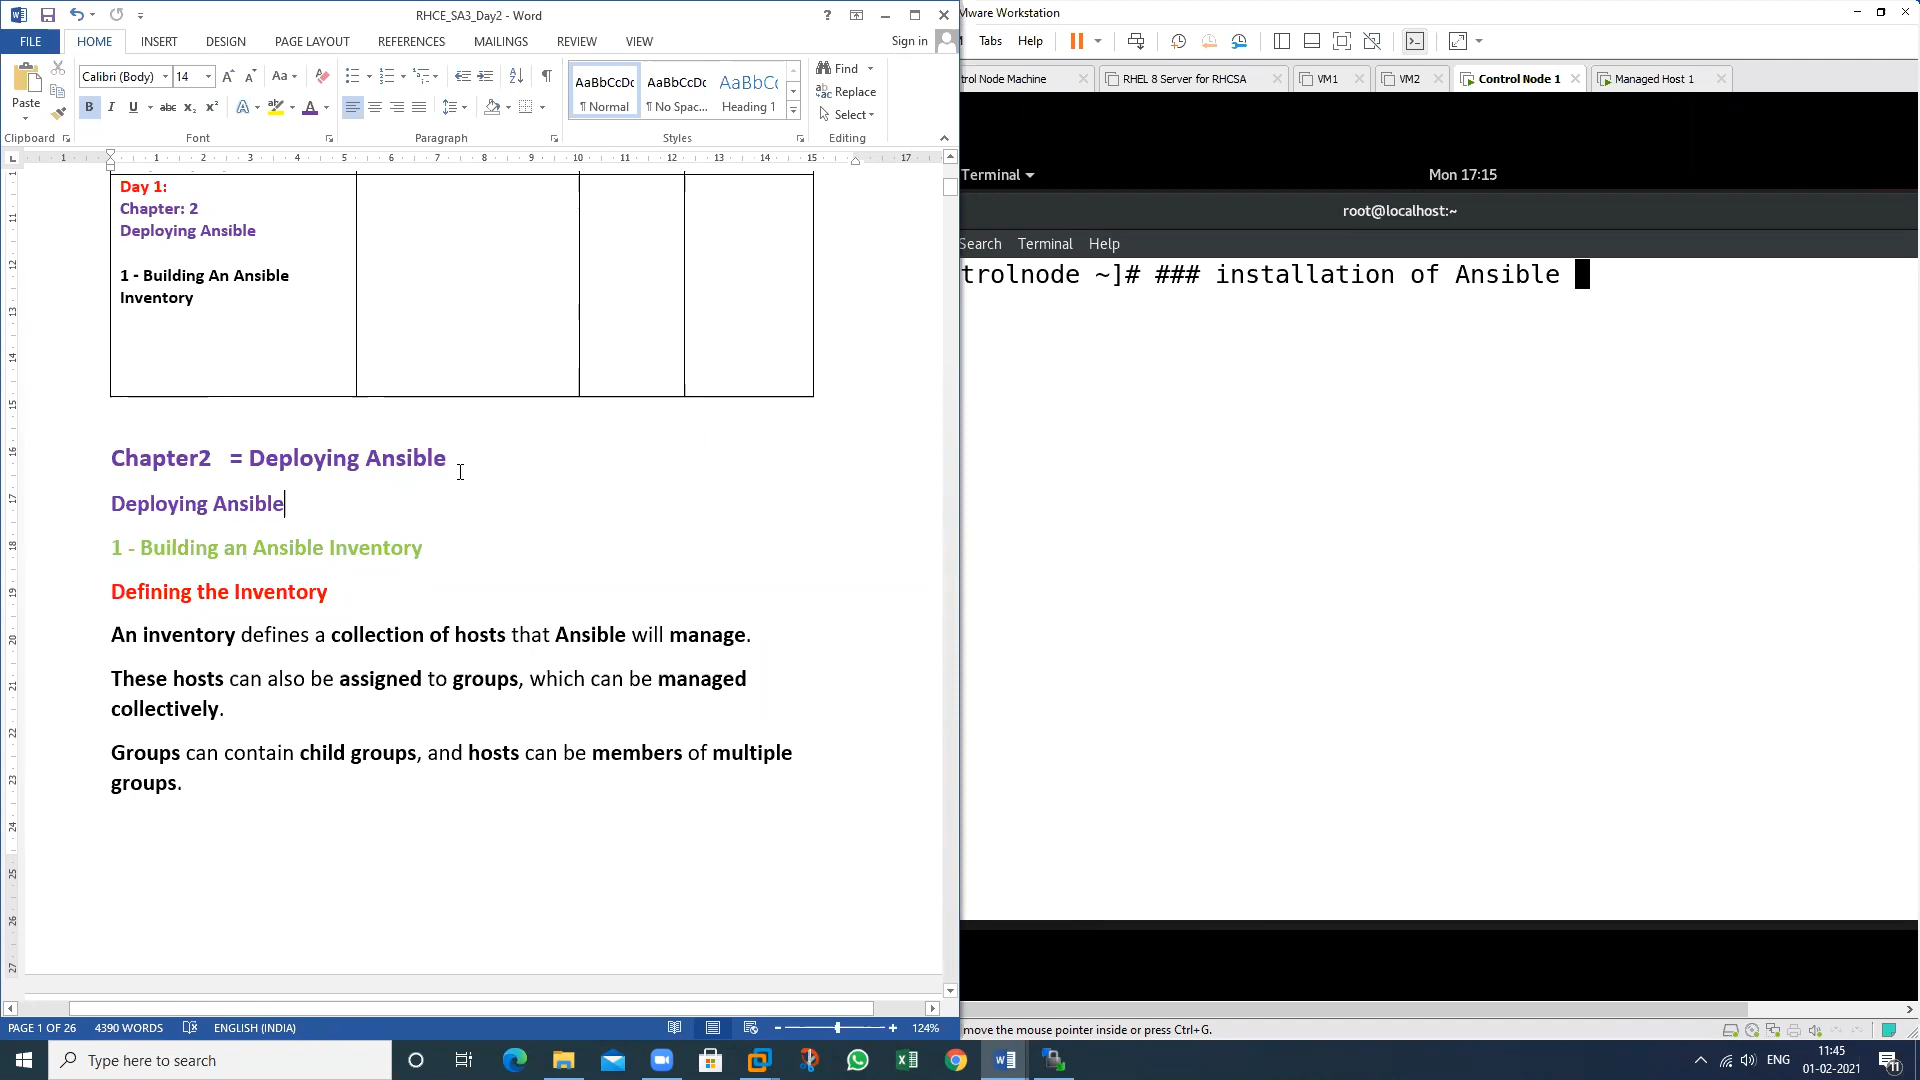 RHCE_SA3_Day2 - Word
FILE
HOME
INSERT
DESIGN
PAGE LAYOUT
REFERENCES
MAILINGS
REVIEW
VIEW
Sign in
Paste
Calibri (Body)
14
AaBbCcDc
AaBbCcDc
AaBbC(
¶ Normal
¶ No Spac...
Heading 1
Find
Replace
Select
Clipboard
Font
Paragraph
Styles
Editing
Day 1:
Chapter: 2
Deploying Ansible
1 - Building An Ansible
Inventory
Chapter2 = Deploying Ansible
Deploying Ansible
1 - Building an Ansible Inventory
Defining the Inventory
An inventory defines a collection of hosts that Ansible will manage.
These hosts can also be assigned to groups, which can be managed
collectively.
Groups can contain child groups, and hosts can be members of multiple
groups.
PAGE 1 OF 26
4390 WORDS
ENGLISH (INDIA)
124%
Mware Workstation
Tabs
Help
trol Node Machine
RHEL 8 Server for RHCSA
VM1
VM2
Control Node 1
Managed Host 1
Terminal
Mon 17:15
root@localhost:~
Search
Terminal
Help
trolnode ~]# ### installation of Ansible
move the mouse pointer inside or press Ctrl+G.
Type here to search
ENG
11:45
01-02-2021
11